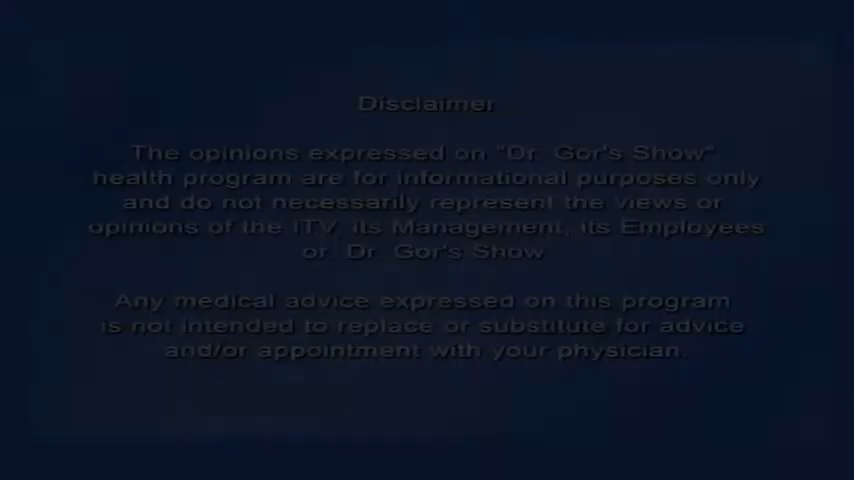 Disclaimer
The opinions expressed on "Dr. Gor's Show"
health program are for informational purposes only
and do not necessarily represent the views or
opinions of the ITV, its Management, its Employees
or Dr. Gor's Show
Any medical advice expressed on this program
is not intended to replace or substitute for advice
and/or appointment with your physician.